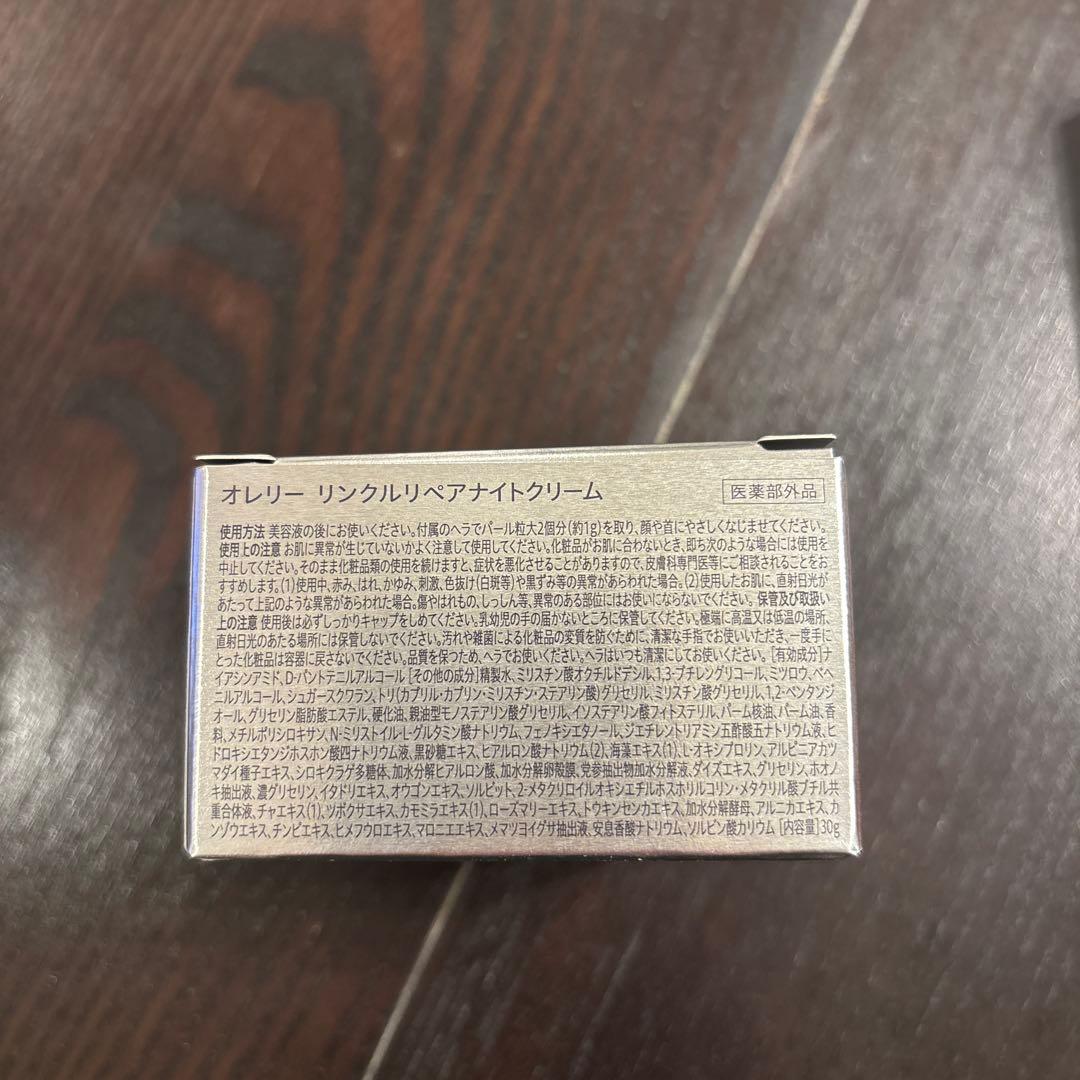 オレリー リンクルリペアナイトクリーム
医薬部外品
使用方法 美容液の後にお使いください。付属のヘラでパール粒大2個分(約1g)を取り、顔や首にやさしくなじませてください。
使用上の注意 お肌に異常が生じていないかよく注意して使用してください。化粧品がお肌に合わないとき、即ち次のような場合には使用を
中止してください。そのまま化粧品類の使用を続けますと、症状を悪化させることがありますので、皮膚科専門医等にご相談されることをお
すすめします。(1)使用中、赤み、はれ、かゆみ、刺激、色抜け(白斑等)や黒ずみ等の異常があらわれた場合。(2)使用したお肌に、直射日光が
あたって上記のような異常があらわれた場合。傷やはれもの、しっしん等、異常のある部位にはお使いにならないでください。 保管及び取扱い
上の注意 使用後は必ずしっかりキャップをしめてください。乳幼児の手の届かないところに保管してください。極端に高温又は低温の場所、
直射日光のあたる場所には保管しないでください。汚れや雑菌による化粧品の変質を防ぐために、清潔な手指でお使いいただき、一度手に
とった化粧品は容器に戻さないでください。品質を保つため、ヘラでお使いください。ヘラはいつも清潔にしてお使いください。 [有効成分]ナ
イアシンアミド、D-パントテニルアルコール [その他の成分]精製水、ミリスチン酸オクチルドデシル、1,3-ブチレングリコール、ミツロウ、ベヘ
ニルアルコール、シュガースクワラン、トリ(カプリル・カプリン・ミリスチン・ステアリン酸)グリセリル、ミリスチン酸グリセリル、1,2-ペンタンジ
オール、グリセリン脂肪酸エステル、硬化油、親油型モノステアリン酸グリセリル、イソステアリン酸フィトステリル、パーム核油、パーム油、香
料、メチルポリシロキサン、N-ミリストイル-L-グルタミン酸ナトリウム、フェノキシエタノール、ジエチレントリアミン五酢酸五ナトリウム液、ヒ
ドロキシエタンジホスホン酸四ナトリウム液、黒砂糖エキス、ヒアルロン酸ナトリウム(2)、海藻エキス(1)、L-オキシプロリン、アルピニアカツ
マダイ種子エキス、シロキクラゲ多糖体、加水分解ヒアルロン酸、加水分解卵殻膜、党参抽出物加水分解液、ダイズエキス、グリセリン、ホオノ
キ抽出液、濃グリセリン、イタドリエキス、オウゴンエキス、ソルビット、2-メタクリロイルオキシエチルホスホリルコリン・メタクリル酸ブチル共
重合体液、チャエキス(1)、ツボクサエキス、カモミラエキス(1)、ローズマリーエキス、トウキンセンカエキス、加水分解酵母、アルニカエキス、カ
ンゾウエキス、チンピエキス、ヒメフウロエキス、マロニエエキス、メマツヨイグサ抽出液、安息香酸ナトリウム、ソルビン酸カリウム [内容量]30g